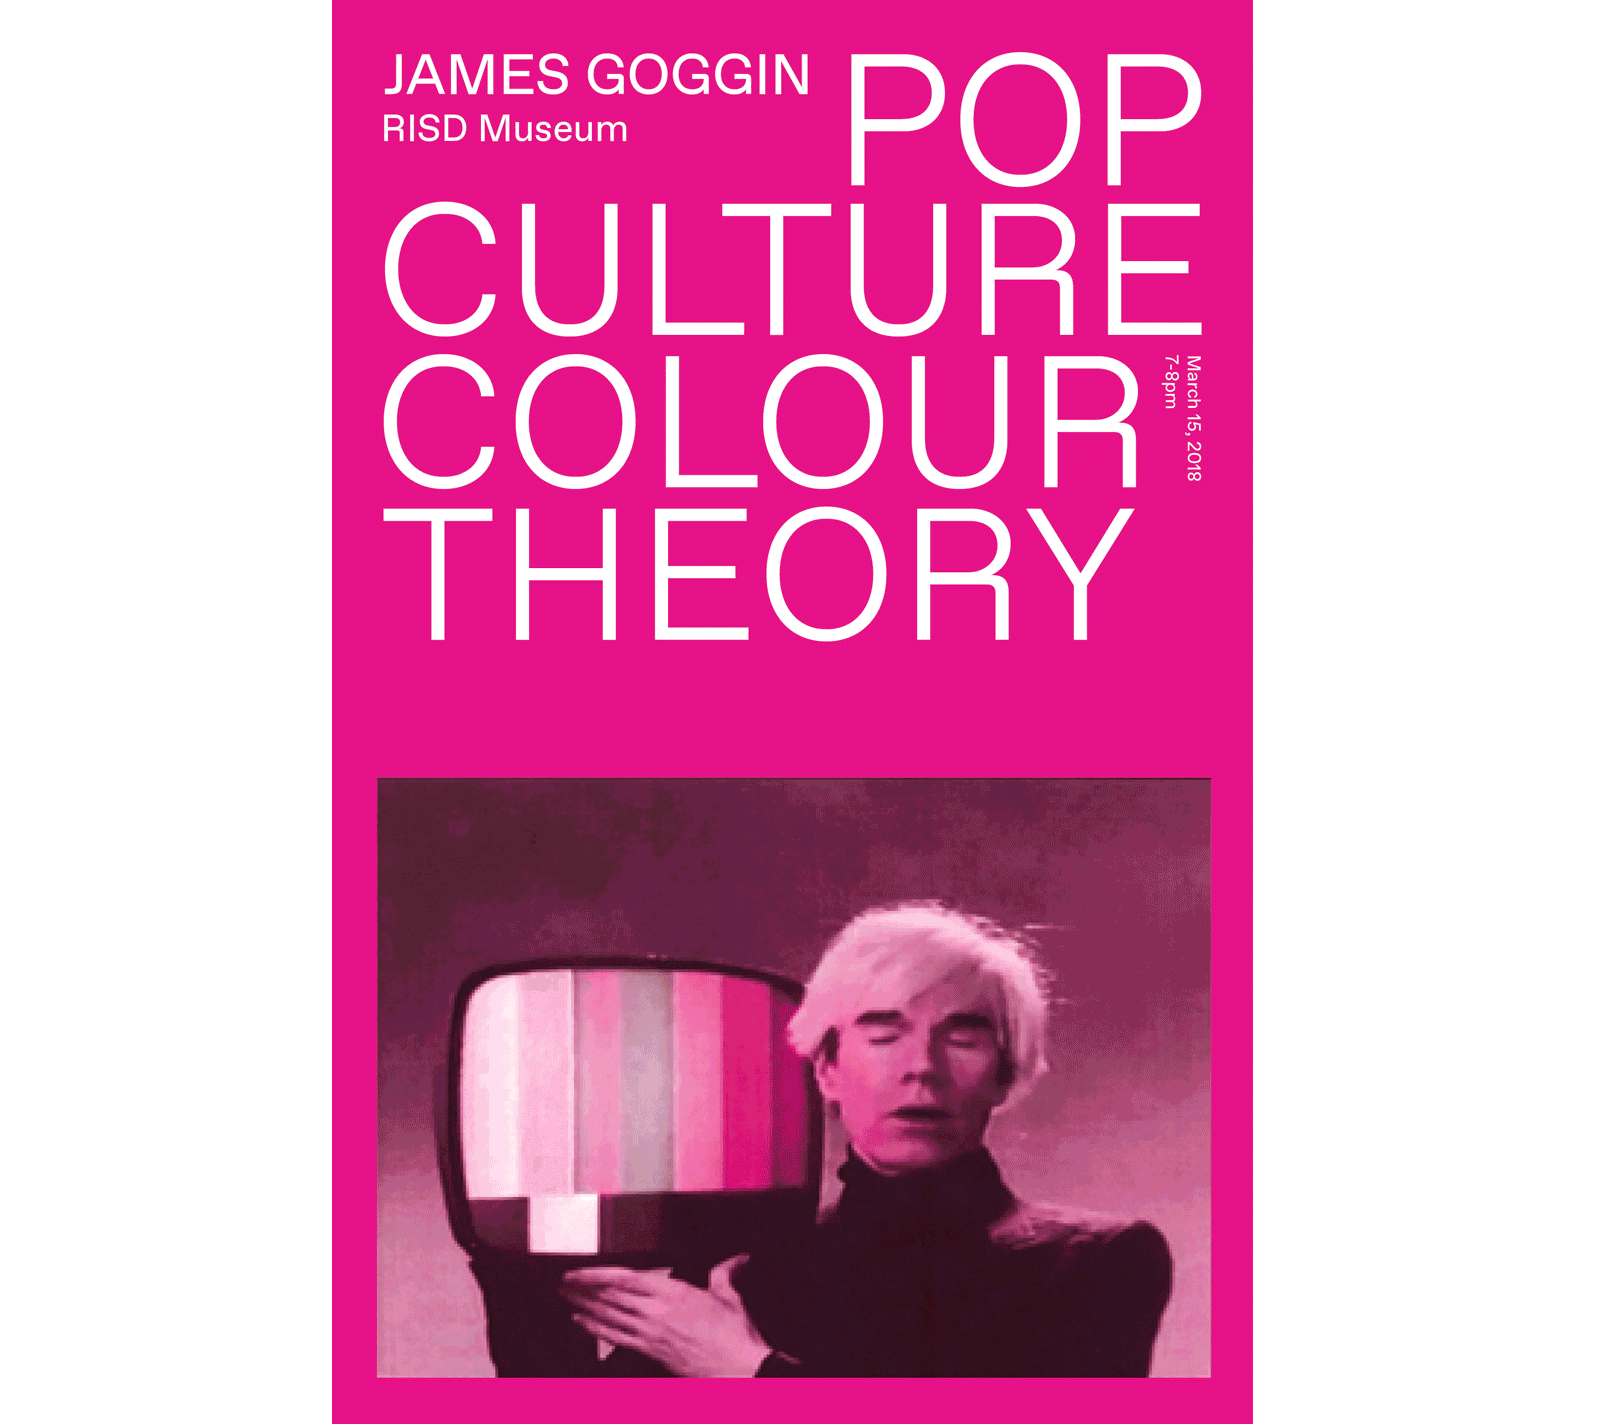 JAMES GOGGIN
RISD Museum
POP
CULTURE
COLOUR
THEORY
March 15, 2018
7-8pm